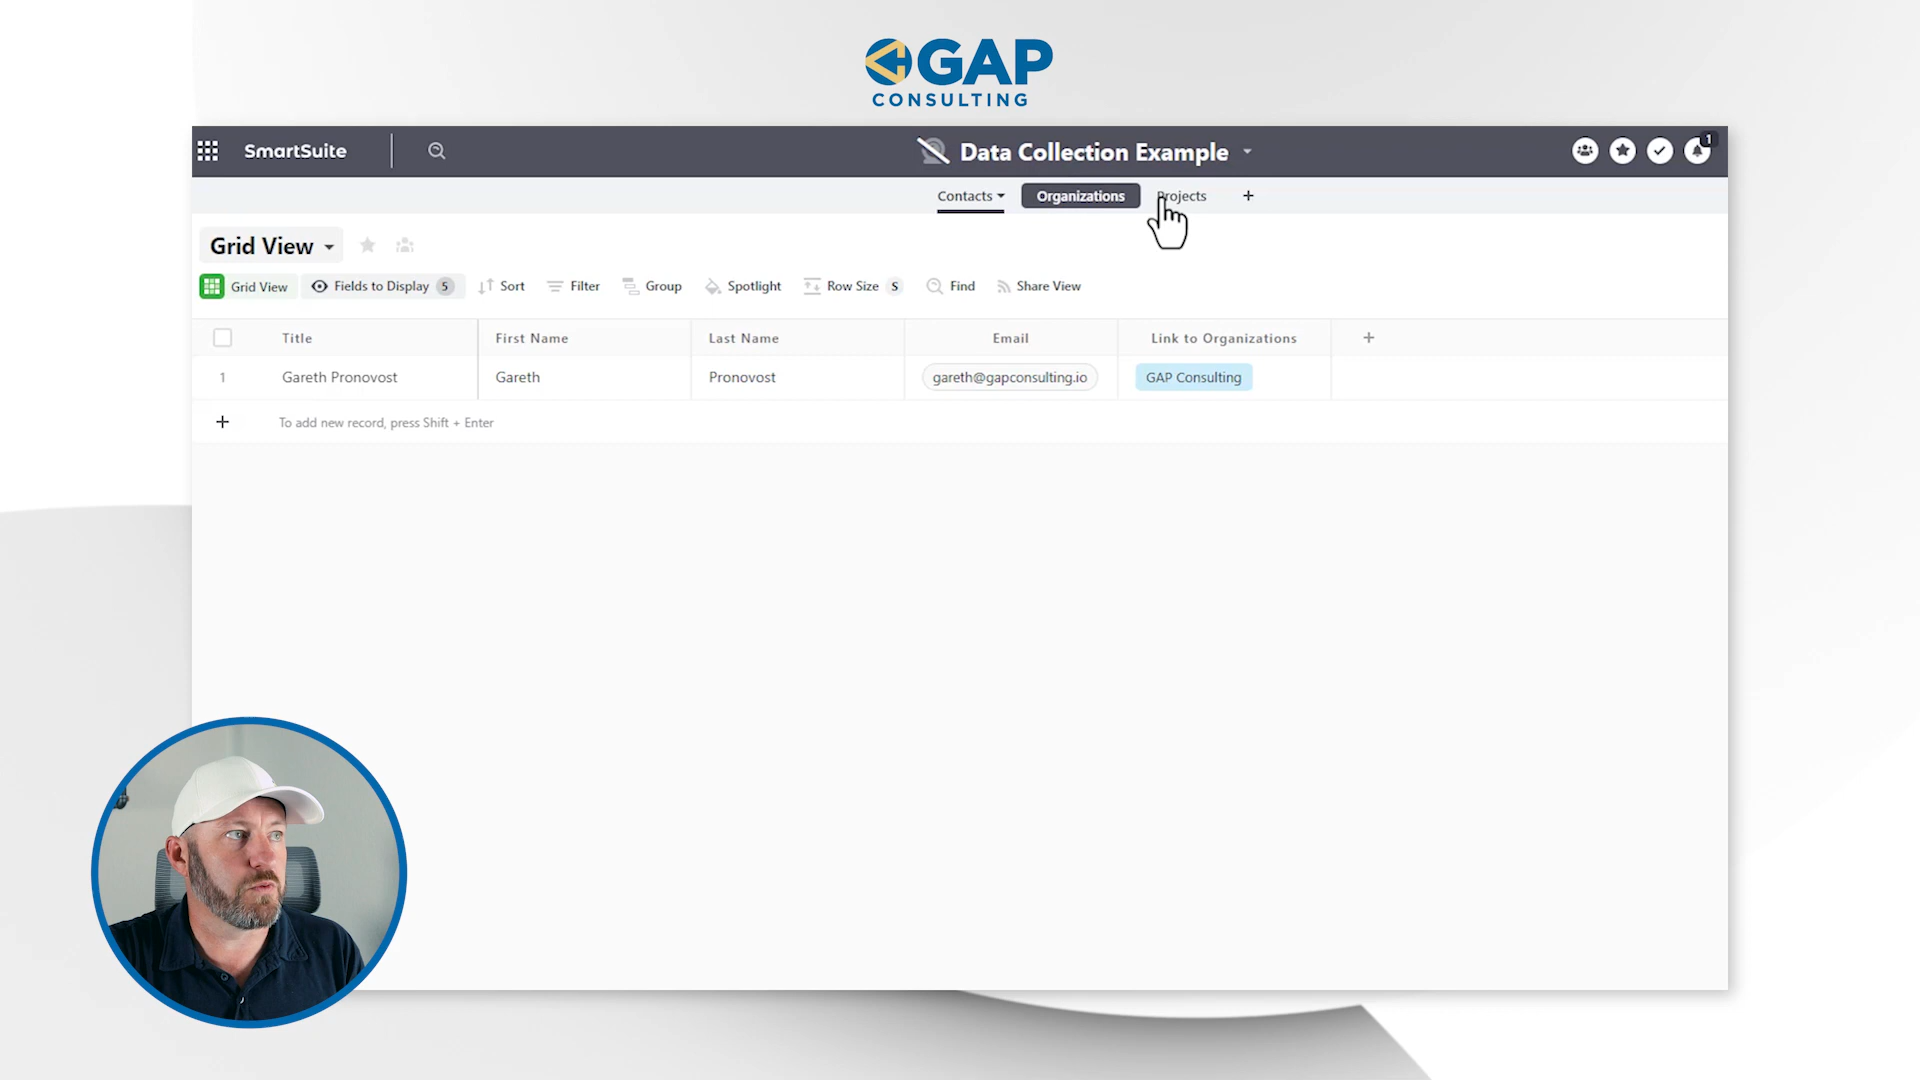 GAP
CONSULTING
SmartSuite
Data Collection Example
1
Contacts
Organizations
Projects
+
Grid View
Grid View
Fields to Display 5
Sort
Filter
Group
Spotlight
Row Size S
Find
Share View
Title
First Name
Last Name
Email
Link to Organizations
+
1
Gareth Pronovost
Gareth
Pronovost
gareth@gapconsulting.io
GAP Consulting
+
To add new record, press Shift + Enter